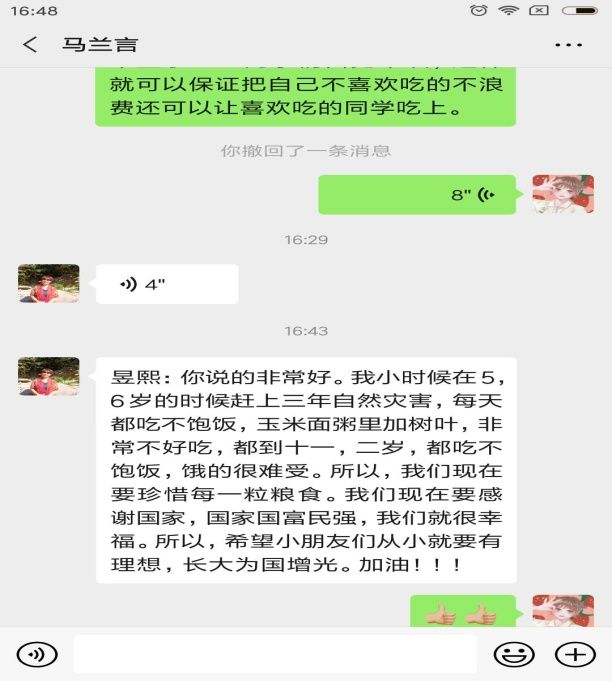 16:48
马兰言
就可以保证把自己不喜欢吃的不浪
费还可以让喜欢吃的同学吃上。
你撤回了一条消息
8"
16:29
4"
16:43
昱熙：你说的非常好。我小时候在5，
6岁的时候赶上三年自然灾害，每天
都吃不饱饭，玉米面粥里加树叶，非
常不好吃，都到十一，二岁，都吃不
饱饭，饿的很难受。所以，我们现在
要珍惜每一粒粮食。我们现在要感
谢国家，国家国富民强，我们就很幸
福。所以，希望小朋友们从小就要有
理想，长大为国增光。加油！！！